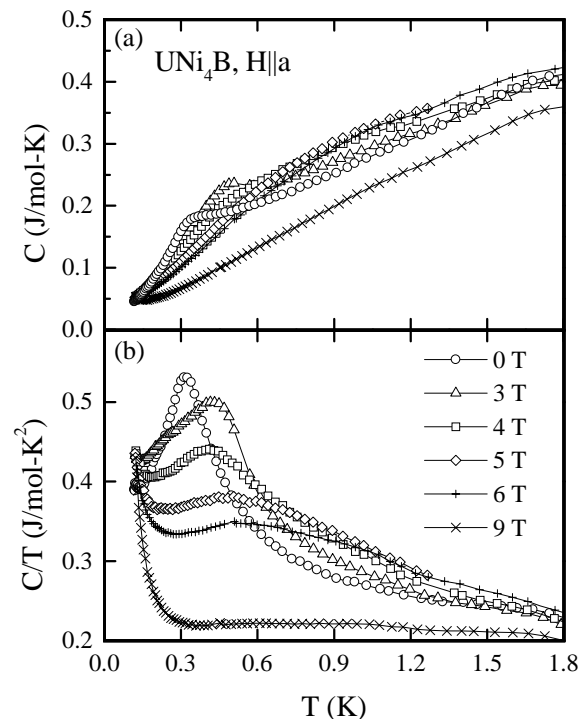 (a)
UNi₄B, H||a
0.5
0.4
0.3
0.2
0.1
0.0
C (J/mol-K)
(b)
0 T
3 T
4 T
5 T
6 T
9 T
0.5
0.4
0.3
0.2
C/T (J/mol-K²)
0.0 0.3 0.6 0.9 1.2 1.5 1.8
T (K)